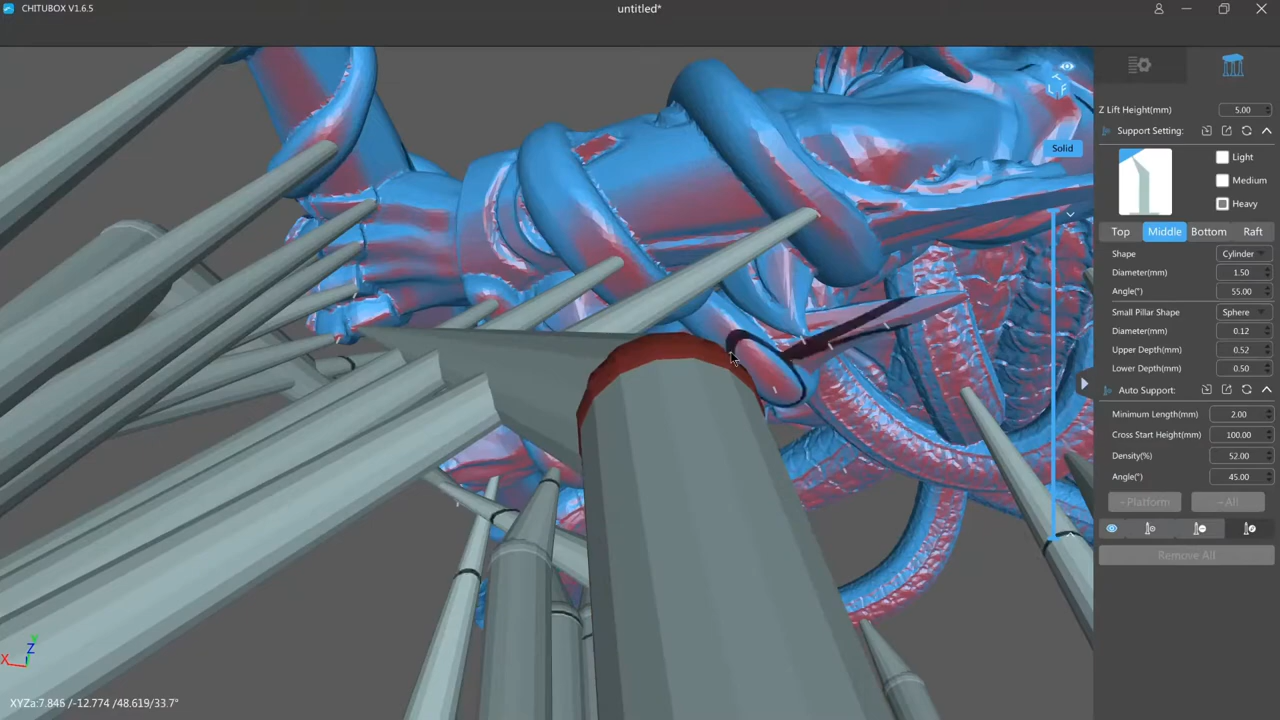 CHITUBOX V1.6.5
untitled*
Z Lift Height(mm) 5.00
Support Setting:
Light
Medium
Heavy
Solid
Top Middle Bottom Raft
Shape Cylinder
Diameter(mm) 1.50
Angle(°) 55.00
Small Pillar Shape Sphere
Diameter(mm) 0.12
Upper Depth(mm) 0.52
Lower Depth(mm) 0.50
Auto Support:
Minimum Length(mm) 2.00
Cross Start Height(mm) 100.00
Density(%) 52.00
Angle(°) 45.00
+Platform +All
Remove All
Y
Z
X
XYZa:7.846 /-12.774 /48.619/33.7°